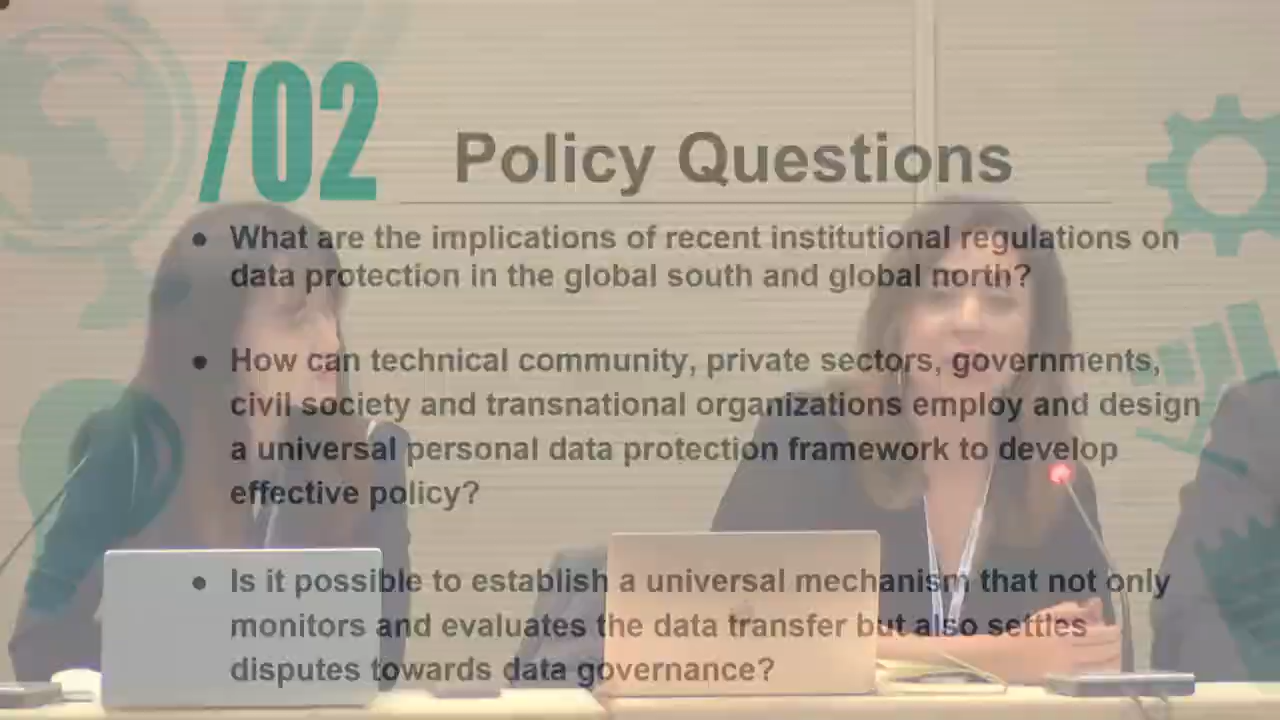 /02
Policy Questions
• What are the implications of recent institutional regulations on
data protection in the global south and global north?
• How can technical community, private sectors, governments,
civil society and transnational organizations employ and design
a universal personal data protection framework to develop
effective policy?
• Is it possible to establish a universal mechanism that not only
monitors and evaluates the data transfer but also settles
disputes towards data governance?